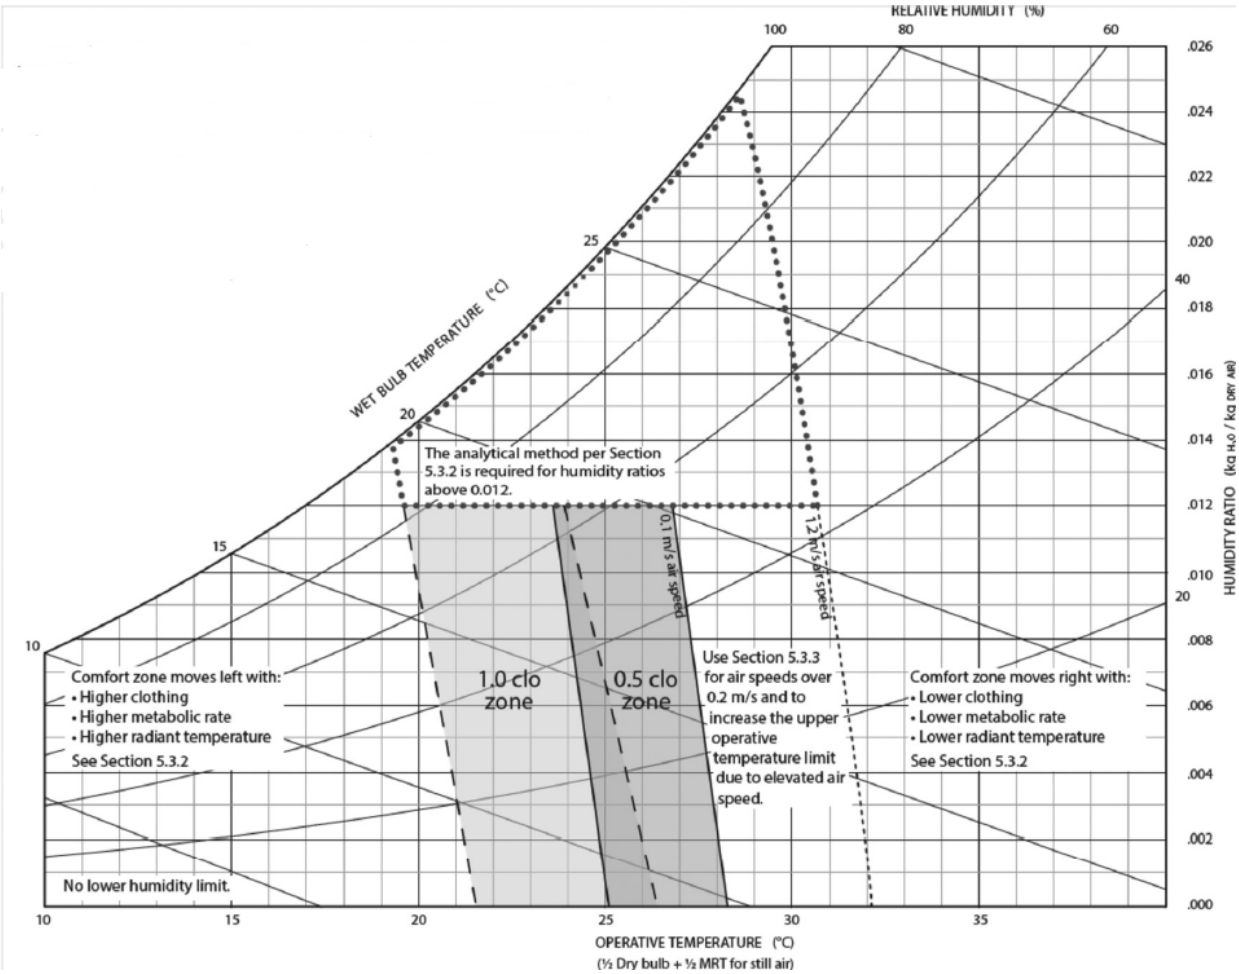 RELATIVE HUMIDITY (%)
100
80
60
.026
.024
.022
.020
40
.018
.016
.014
.012
.010
20
.008
.006
.004
.002
.000
HUMIDITY RATIO (kg H₂O / kg DRY AIR)
WET BULB TEMPERATURE (°C)
25
20
15
10
The analytical method per Section
5.3.2 is required for humidity ratios
above 0.012.
0.1 m/s air speed
1.2 m/s air speed
1.0 clo
zone
0.5 clo
zone
Comfort zone moves left with:
• Higher clothing
• Higher metabolic rate
• Higher radiant temperature
See Section 5.3.2
Use Section 5.3.3
for air speeds over
0.2 m/s and to
increase the upper
operative
temperature limit
due to elevated air
speed.
Comfort zone moves right with:
• Lower clothing
• Lower metabolic rate
• Lower radiant temperature
See Section 5.3.2
No lower humidity limit.
10
15
20
25
30
35
OPERATIVE TEMPERATURE (°C)
(½ Dry bulb + ½ MRT for still air)